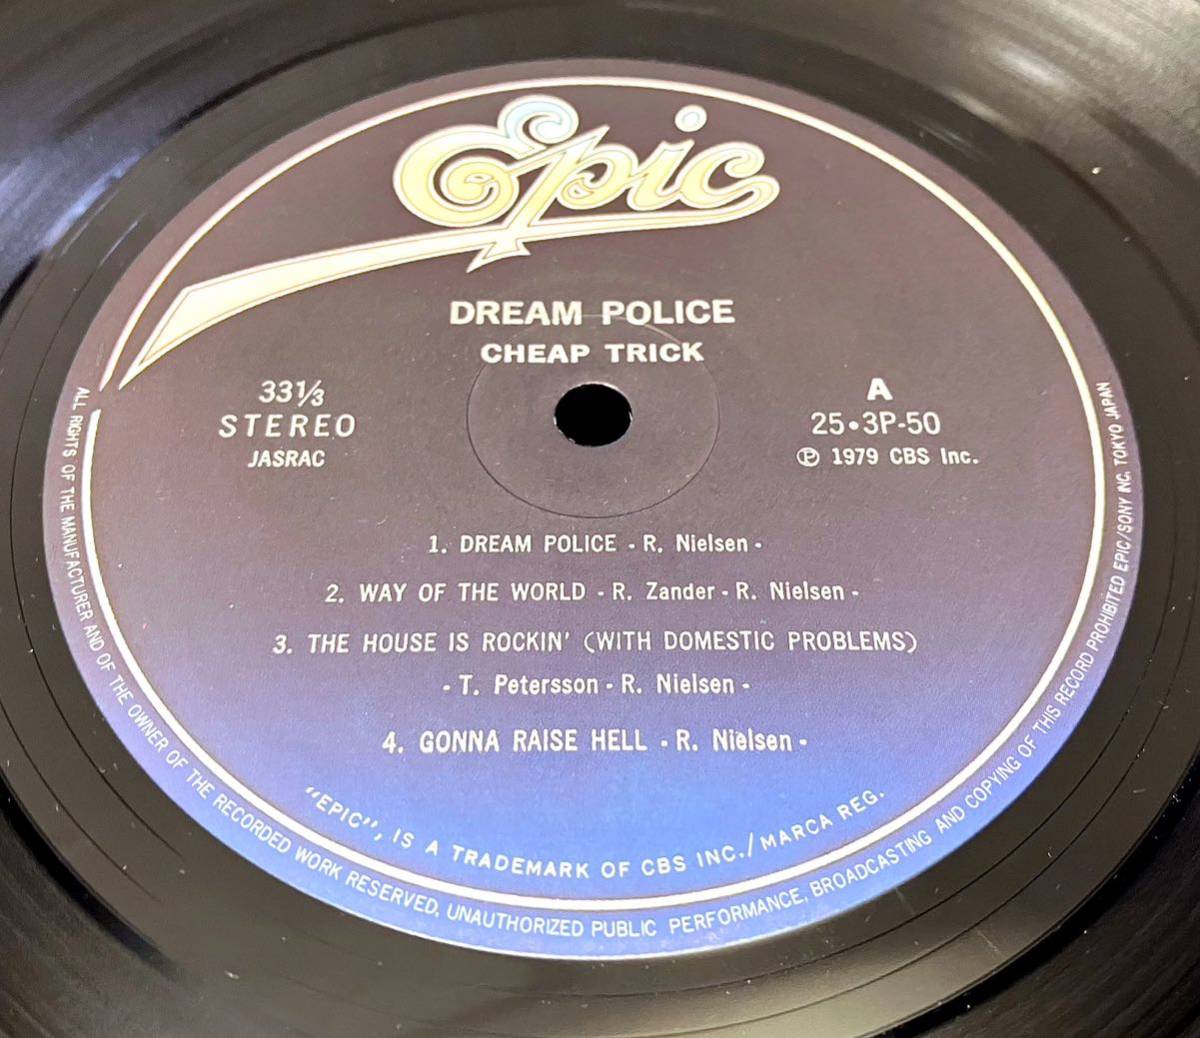 Epic
DREAM POLICE
CHEAP TRICK
33⅓
STEREO
JASRAC
A
25•3P-50
℗ 1979 CBS Inc.
1. DREAM POLICE - R. Nielsen -
2. WAY OF THE WORLD - R. Zander - R. Nielsen -
3. THE HOUSE IS ROCKIN' (WITH DOMESTIC PROBLEMS)
- T. Petersson - R. Nielsen -
4. GONNA RAISE HELL - R. Nielsen -
"EPIC", IS A TRADEMARK OF CBS INC./MARCA REG.
ALL RIGHTS OF THE MANUFACTURER AND OF THE OWNER OF THE RECORDED WORK RESERVED. UNAUTHORIZED PUBLIC PERFORMANCE. BROADCASTING AND COPYING OF THIS RECORD PROHIBITED EPIC/SONY INC. TOKYO JAPAN